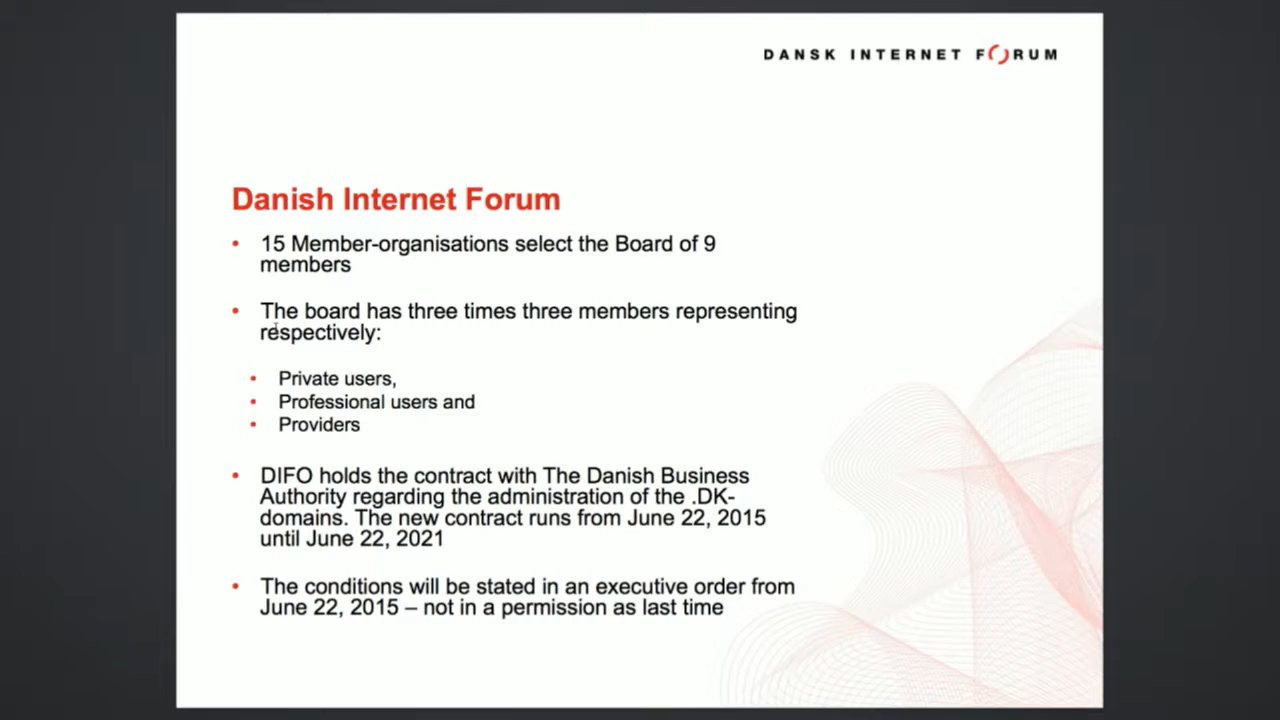 DANSK INTERNET FORUM
Danish Internet Forum
• 15 Member-organisations select the Board of 9
members
• The board has three times three members representing
respectively:
• Private users,
• Professional users and
• Providers
• DIFO holds the contract with The Danish Business
Authority regarding the administration of the .DK-
domains. The new contract runs from June 22, 2015
until June 22, 2021
• The conditions will be stated in an executive order from
June 22, 2015 – not in a permission as last time